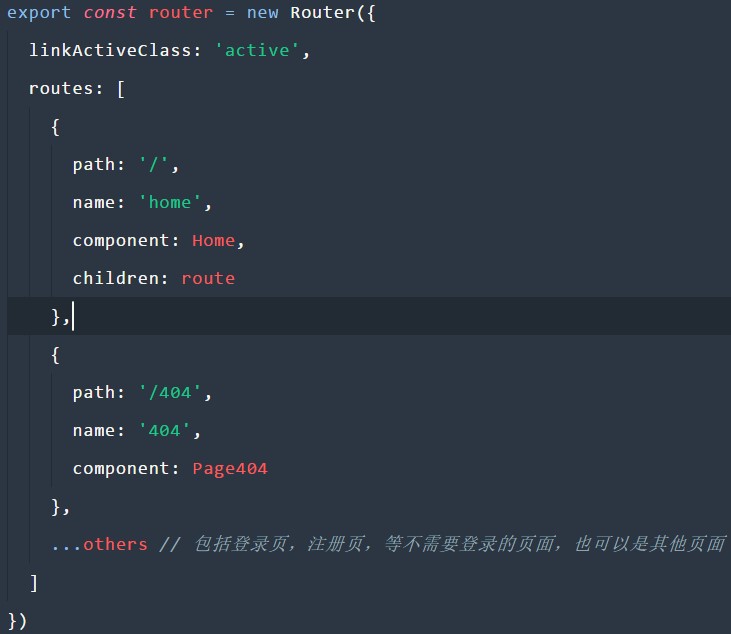 export const router = new Router({
linkActiveClass: 'active',
routes: [
{
path: '/',
name: 'home',
component: Home,
children: route
},
{
path: '/404',
name: '404',
component: Page404
},
...others // 包括登录页，注册页，等不需要登录的页面，也可以是其他页面
]
})